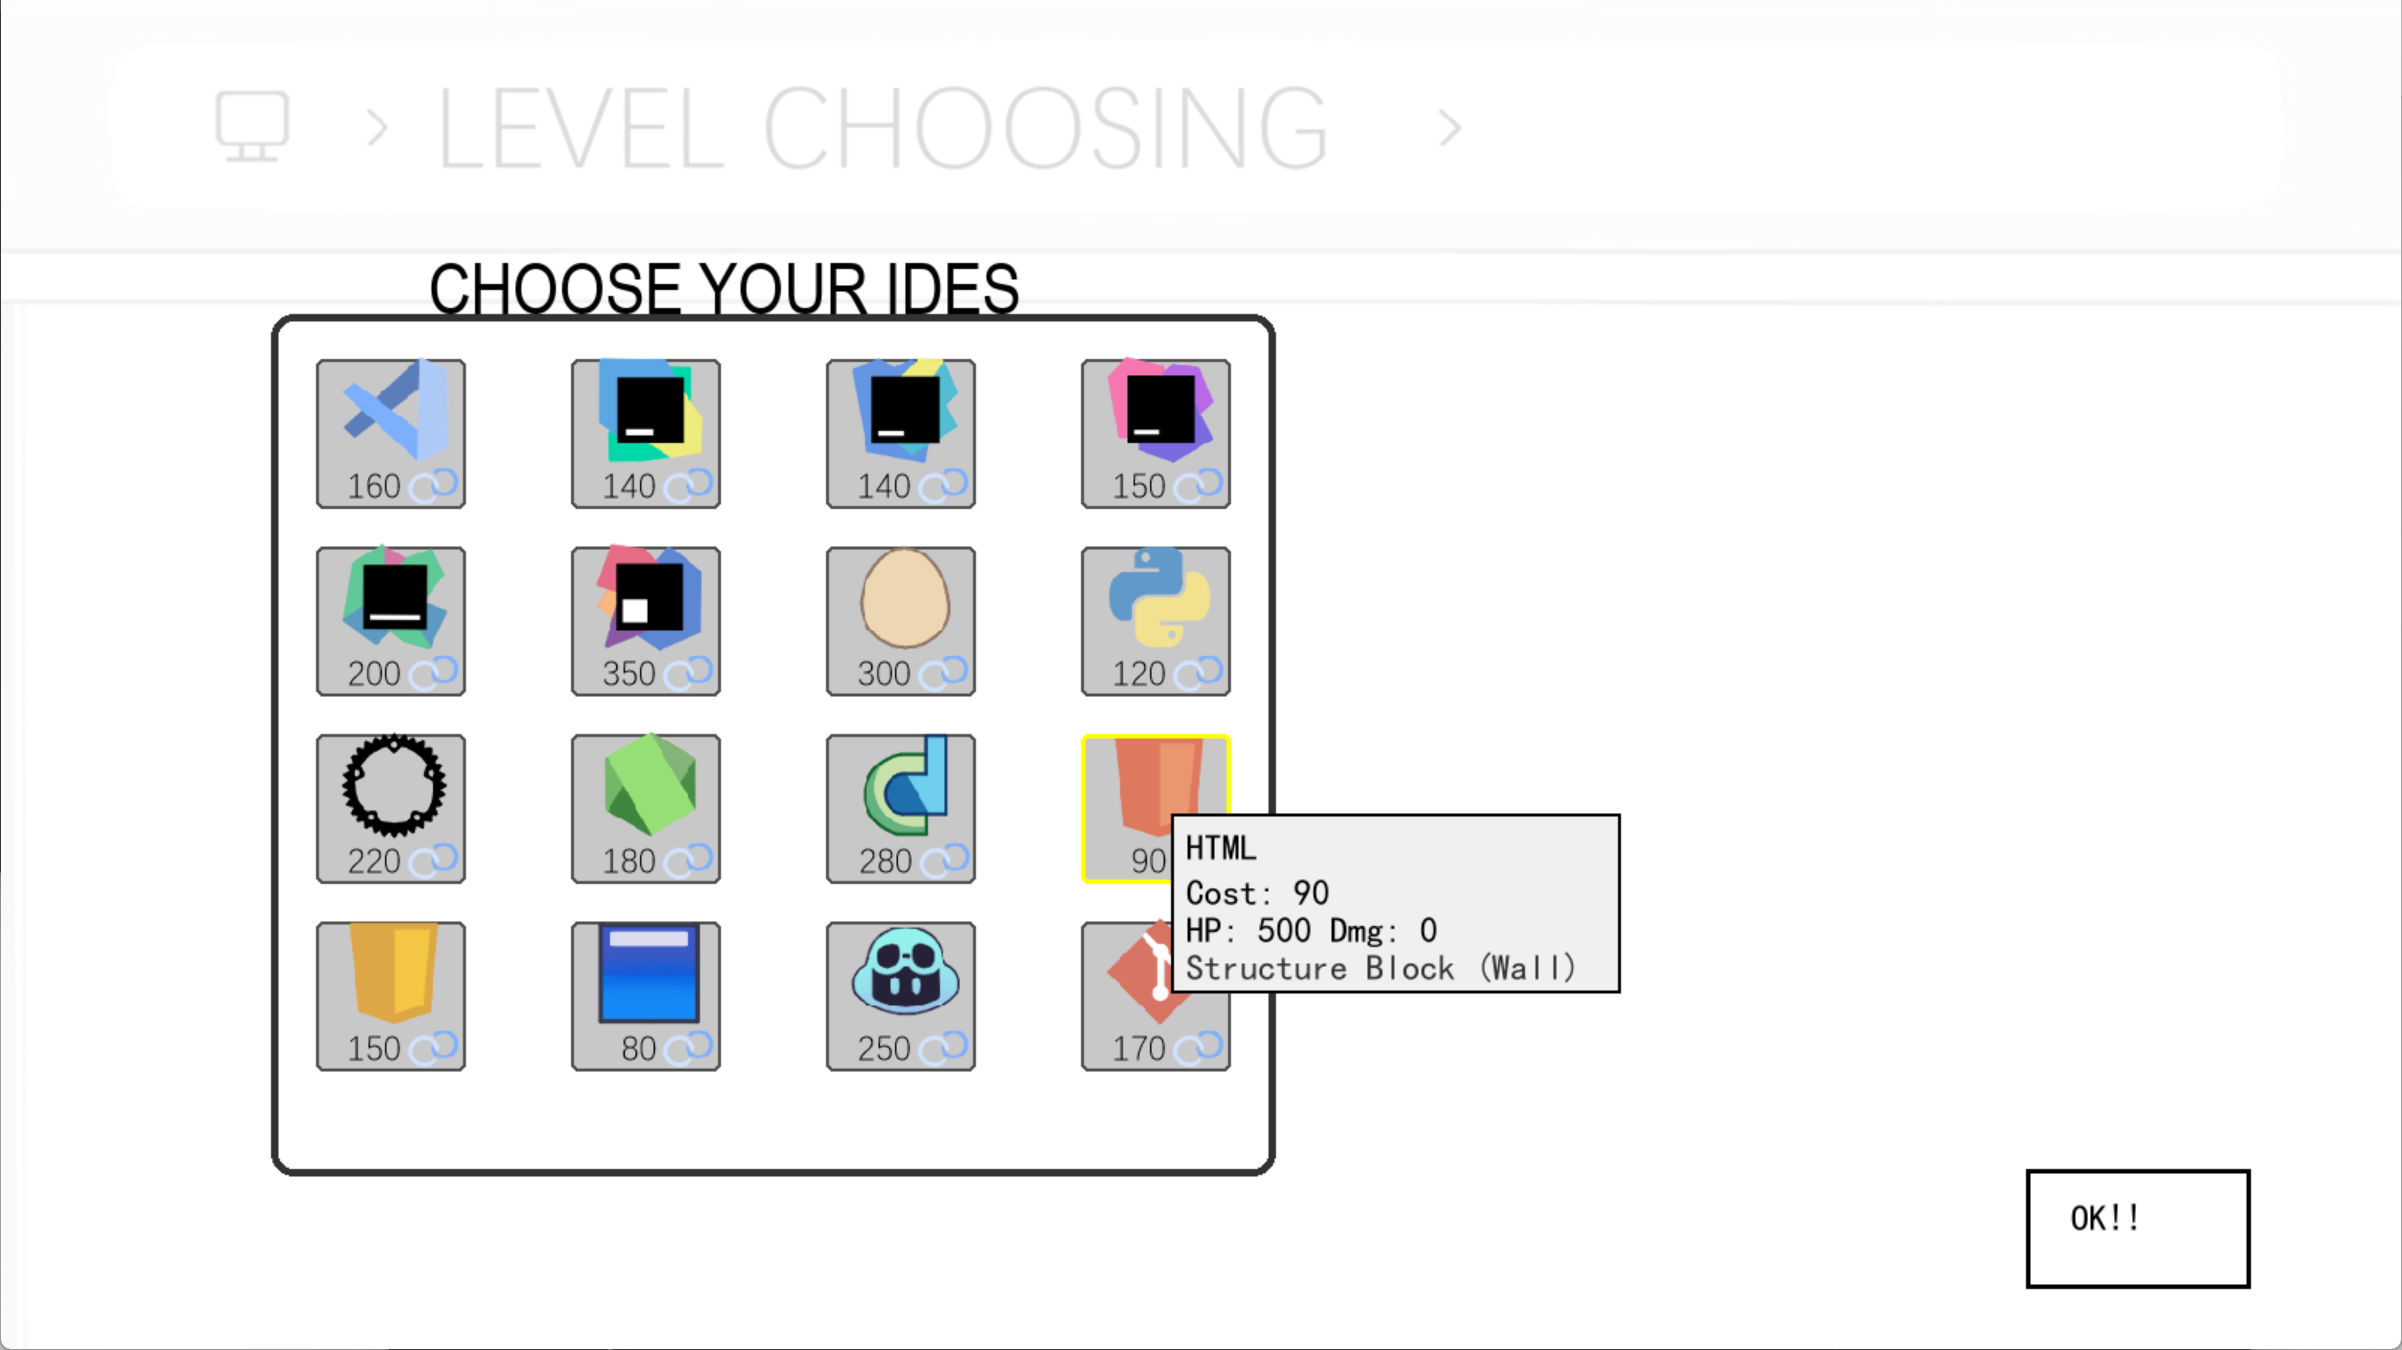 LEVEL CHOOSING
CHOOSE YOUR IDES
160 140 140 150
200 350 300 120
220 180 280 90
HTML
Cost: 90
HP: 500 Dmg: 0
Structure Block (Wall)
150 80 250 170
OK!!